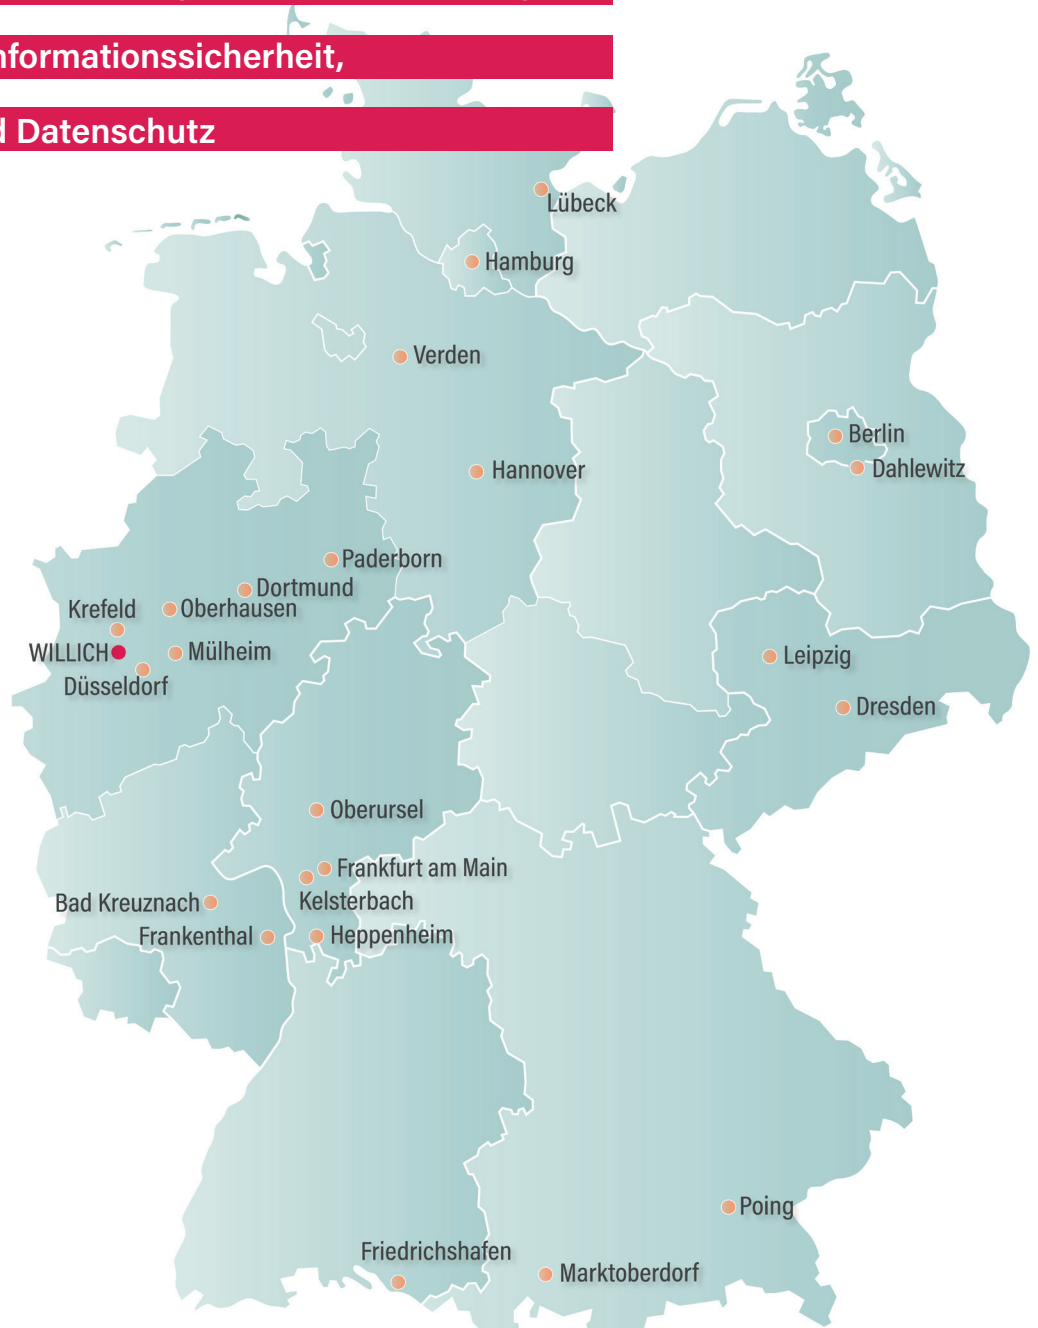 nformationssicherheit,
d Datenschutz
Lübeck
Hamburg
Verden
Berlin
Hannover
Dahlewitz
Paderborn
Dortmund
Krefeld
Oberhausen
WILLICH
Mülheim
Leipzig
Düsseldorf
Dresden
Oberursel
Frankfurt am Main
Bad Kreuznach
Kelsterbach
Frankenthal
Heppenheim
Poing
Friedrichshafen
Marktoberdorf